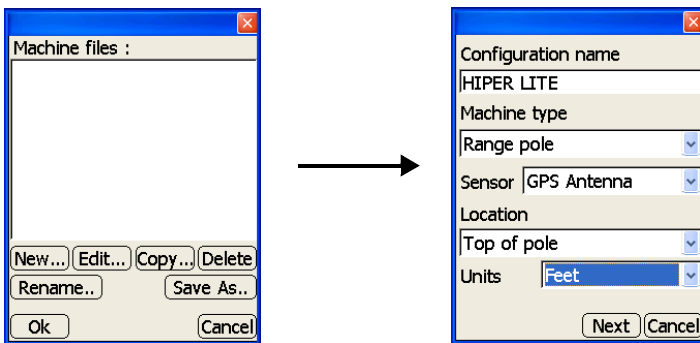 Machine files :
New... Edit... Copy... Delete
Rename.. Save As..
Ok Cancel
Configuration name
HIPER LITE
Machine type
Range pole
Sensor GPS Antenna
Location
Top of pole
Units Feet
Next Cancel